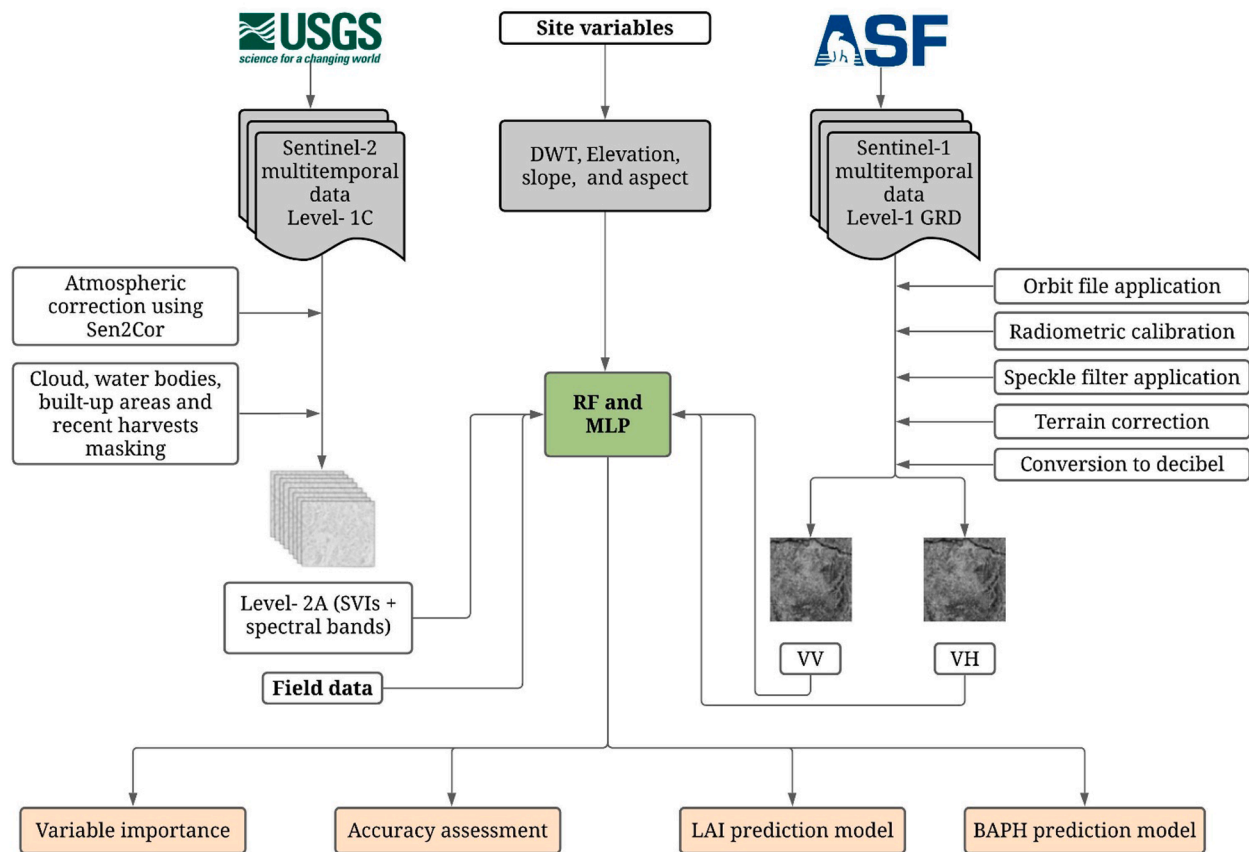 USGS
science for a changing world
Site variables
ASF
Sentinel-2
multitemporal
data
Level- 1C
DWT, Elevation,
slope,  and aspect
Sentinel-1
multitemporal
data
Level-1 GRD
Atmospheric
correction using
Sen2Cor
Cloud, water bodies,
built-up areas and
recent harvests
masking
Orbit file application
Radiometric calibration
Speckle filter application
Terrain correction
Conversion to decibel
RF and
MLP
Level- 2A (SVIs +
spectral bands)
Field data
VV
VH
Variable importance
Accuracy assessment
LAI prediction model
BAPH prediction model